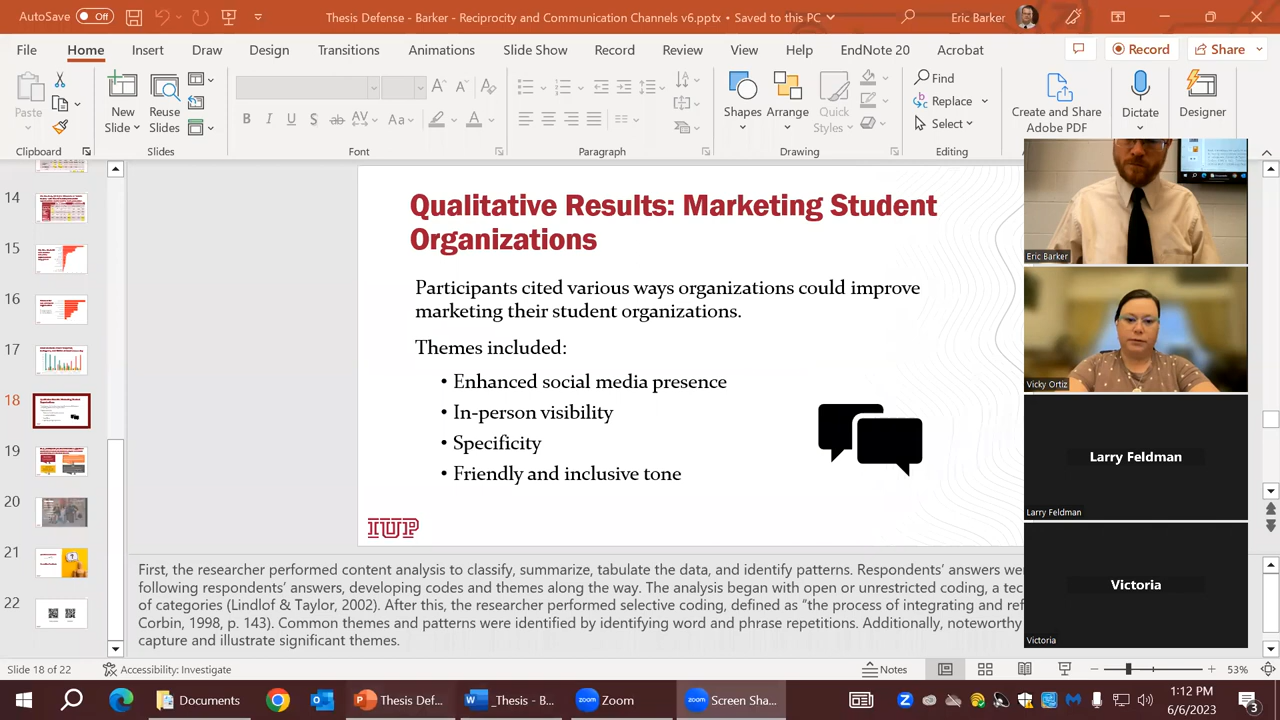 AutoSave Off
Thesis Defense - Barker - Reciprocity and Communication Channels v6.pptx • Saved to this PC
Eric Barker
File Home Insert Draw Design Transitions Animations Slide Show Record Review View Help EndNote 20 Acrobat
Record Share
Paste
New Slides
Slide
Reuse
Slides
Shapes
Arrange
Quick
Styles
Find
Replace
Select
Create and Share
Adobe PDF
Dictate
Designer
Clipboard Slides Font Paragraph Drawing Editing
14
15
16
17
18
19
20
21
22
Qualitative Results: Marketing Student
Organizations
Participants cited various ways organizations could improve
marketing their student organizations.
Themes included:
• Enhanced social media presence
• In-person visibility
• Specificity
• Friendly and inclusive tone
IUP
Eric Barker
Vicky Ortiz
Larry Feldman
Larry Feldman
Victoria
Victoria
First, the researcher performed content analysis to classify, summarize, tabulate the data, and identify patterns. Respondents' answers
following respondents' answers, developing codes and themes along the way. The analysis began with open or unrestricted coding, a
of categories (Lindlof & Taylor, 2002). After this, the researcher performed selective coding, defined as "the process of integrating and
Corbin, 1998, p. 143). Common themes and patterns were identified by identifying word and phrase repetitions. Additionally, noteworthy
capture and illustrate significant themes.
Slide 18 of 22
Accessibility: Investigate
Notes
53%
Documents
Thesis Def...
_Thesis - B...
Zoom
Screen Sha...
1:12 PM
6/6/2023
3